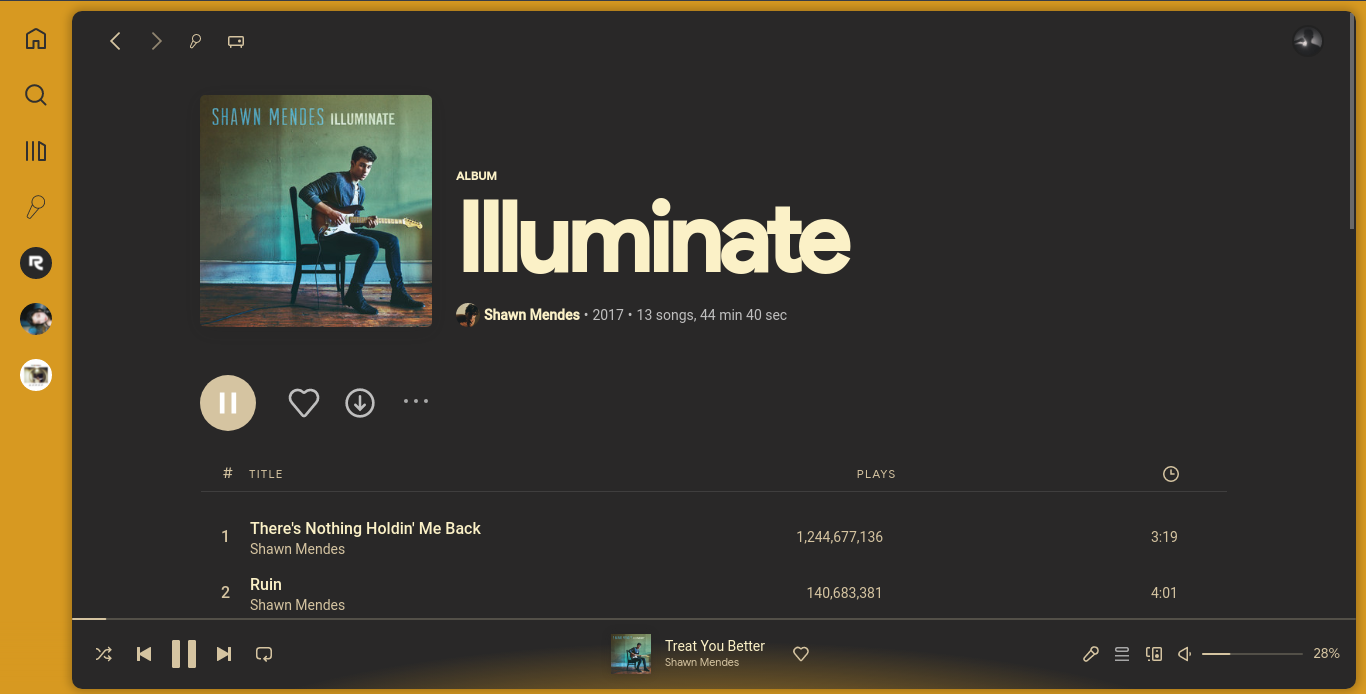 SHAWN MENDES ILLUMINATE
ALBUM
Illuminate
Shawn Mendes • 2017 • 13 songs, 44 min 40 sec
# TITLE PLAYS
1 There's Nothing Holdin' Me Back 1,244,677,136 3:19
Shawn Mendes
2 Ruin 140,683,381 4:01
Shawn Mendes
Treat You Better
Shawn Mendes
28%